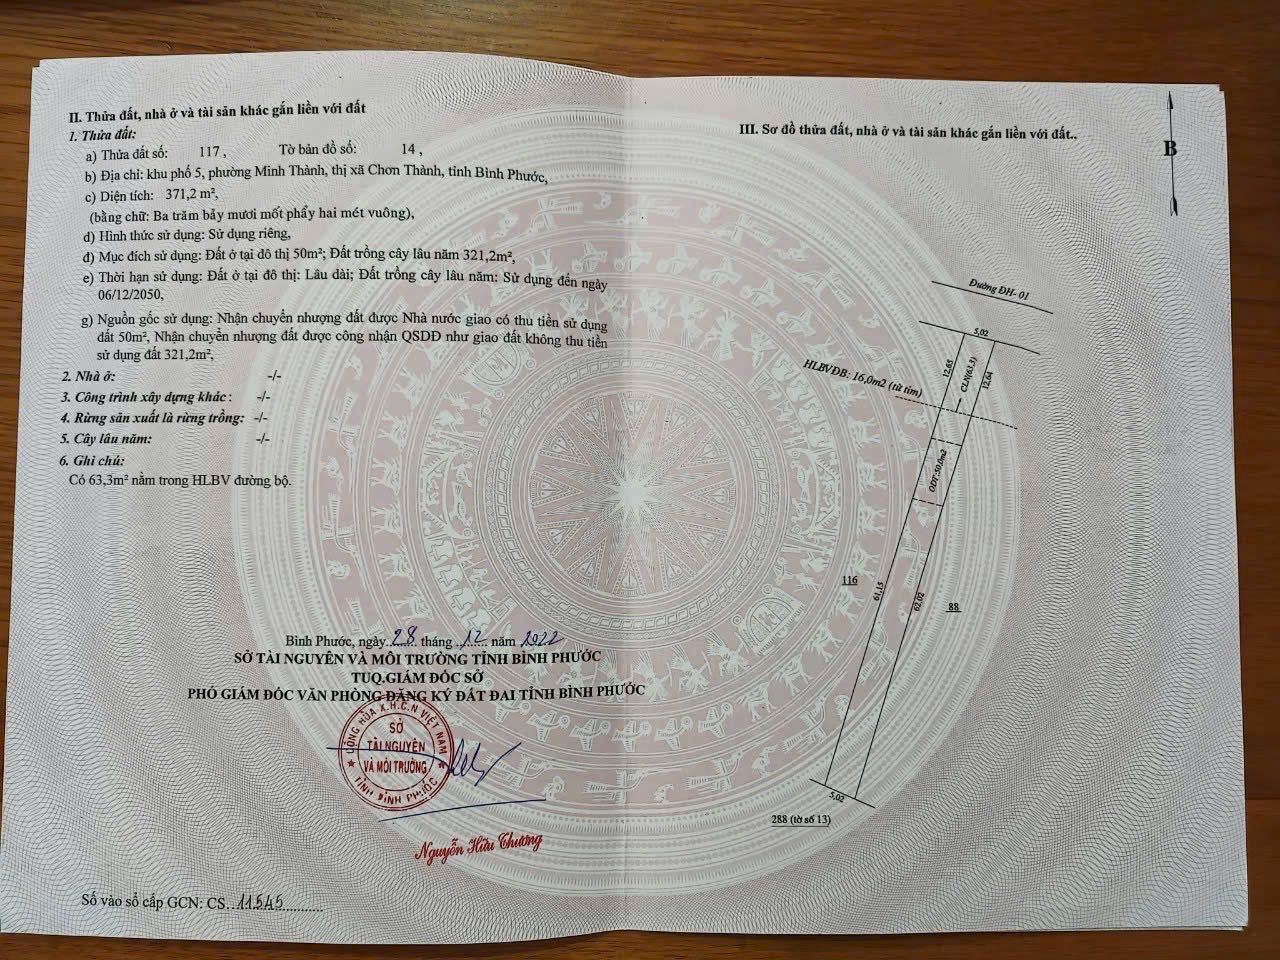 II. Thửa đất, nhà ở và tài sản khác gắn liền với đất
1. Thửa đất:
a) Thửa đất số: 117 , Tờ bản đồ số: 14 ,
b) Địa chỉ: khu phố 5, phường Minh Thành, thị xã Chơn Thành, tỉnh Bình Phước,
c) Diện tích: 371,2 m²,
(bằng chữ: Ba trăm bảy mươi mốt phẩy hai mét vuông),
d) Hình thức sử dụng: Sử dụng riêng,
đ) Mục đích sử dụng: Đất ở tại đô thị 50m²; Đất trồng cây lâu năm 321,2m²,
e) Thời hạn sử dụng: Đất ở tại đô thị: Lâu dài; Đất trồng cây lâu năm: Sử dụng đến ngày
06/12/2050,
g) Nguồn gốc sử dụng: Nhận chuyển nhượng đất được Nhà nước giao có thu tiền sử dụng
đất 50m², Nhận chuyển nhượng đất được công nhận QSDĐ như giao đất không thu tiền
sử dụng đất 321,2m²,
2. Nhà ở: -/-
3. Công trình xây dựng khác : -/-
4. Rừng sản xuất là rừng trồng: -/-
5. Cây lâu năm: -/-
6. Ghi chú:
Có 63,3m² nằm trong HLBV đường bộ.
Bình Phước, ngày 28 tháng 12 năm 2022
SỞ TÀI NGUYÊN VÀ MÔI TRƯỜNG TỈNH BÌNH PHƯỚC
TUQ.GIÁM ĐỐC SỞ
PHÓ GIÁM ĐỐC VĂN PHÒNG ĐĂNG KÝ ĐẤT ĐAI TỈNH BÌNH PHƯỚC
CỘNG HÒA X.H.C.N VIỆT NAM
SỞ
TÀI NGUYÊN
VÀ MÔI TRƯỜNG
TỈNH BÌNH PHƯỚC
Nguyễn Hữu Thương
Số vào sổ cấp GCN: CS 11545
III. Sơ đồ thửa đất, nhà ở và tài sản khác gắn liền với đất..
B
Đường ĐH- 01
5,02
HLBVĐB: 16,0m2 (từ tim)
12,65
CLN(63.3)
12,64
ODT:50,0m2
116
61,15
62,02
88
5,02
288 (tờ số 13)